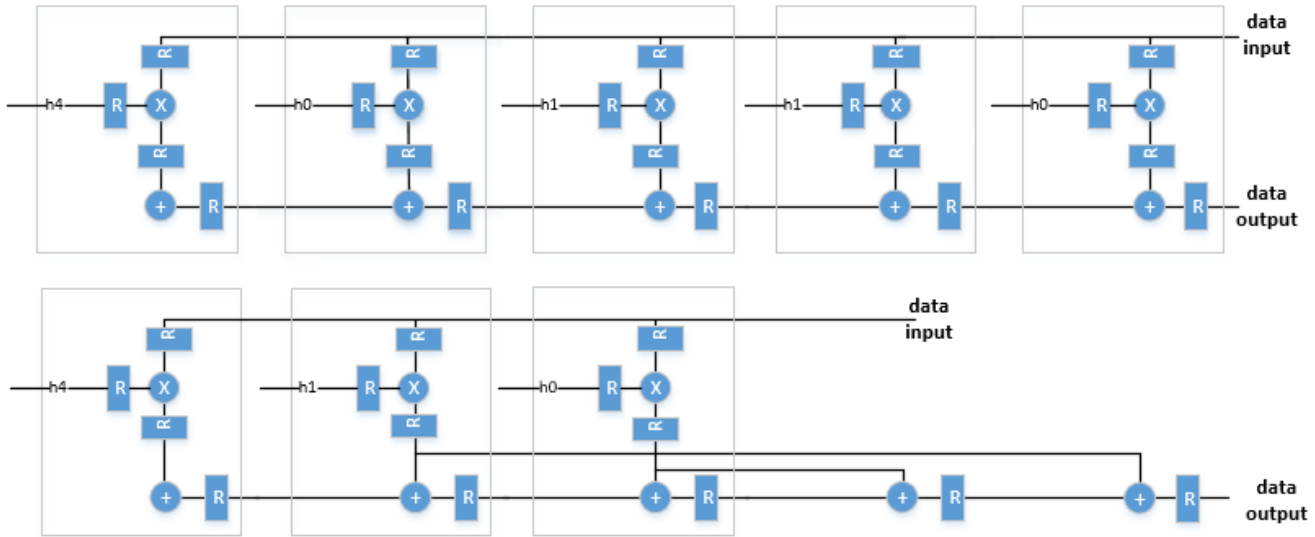 data
input
R R R R R
h4 R X h0 R X h1 R X h1 R X h0 R X
R R R R R
+ R + R + R + R + R
data
output
data
input
R R R
h4 R X h1 R X h0 R X
R R R
+ R + R + R + R + R
data
output